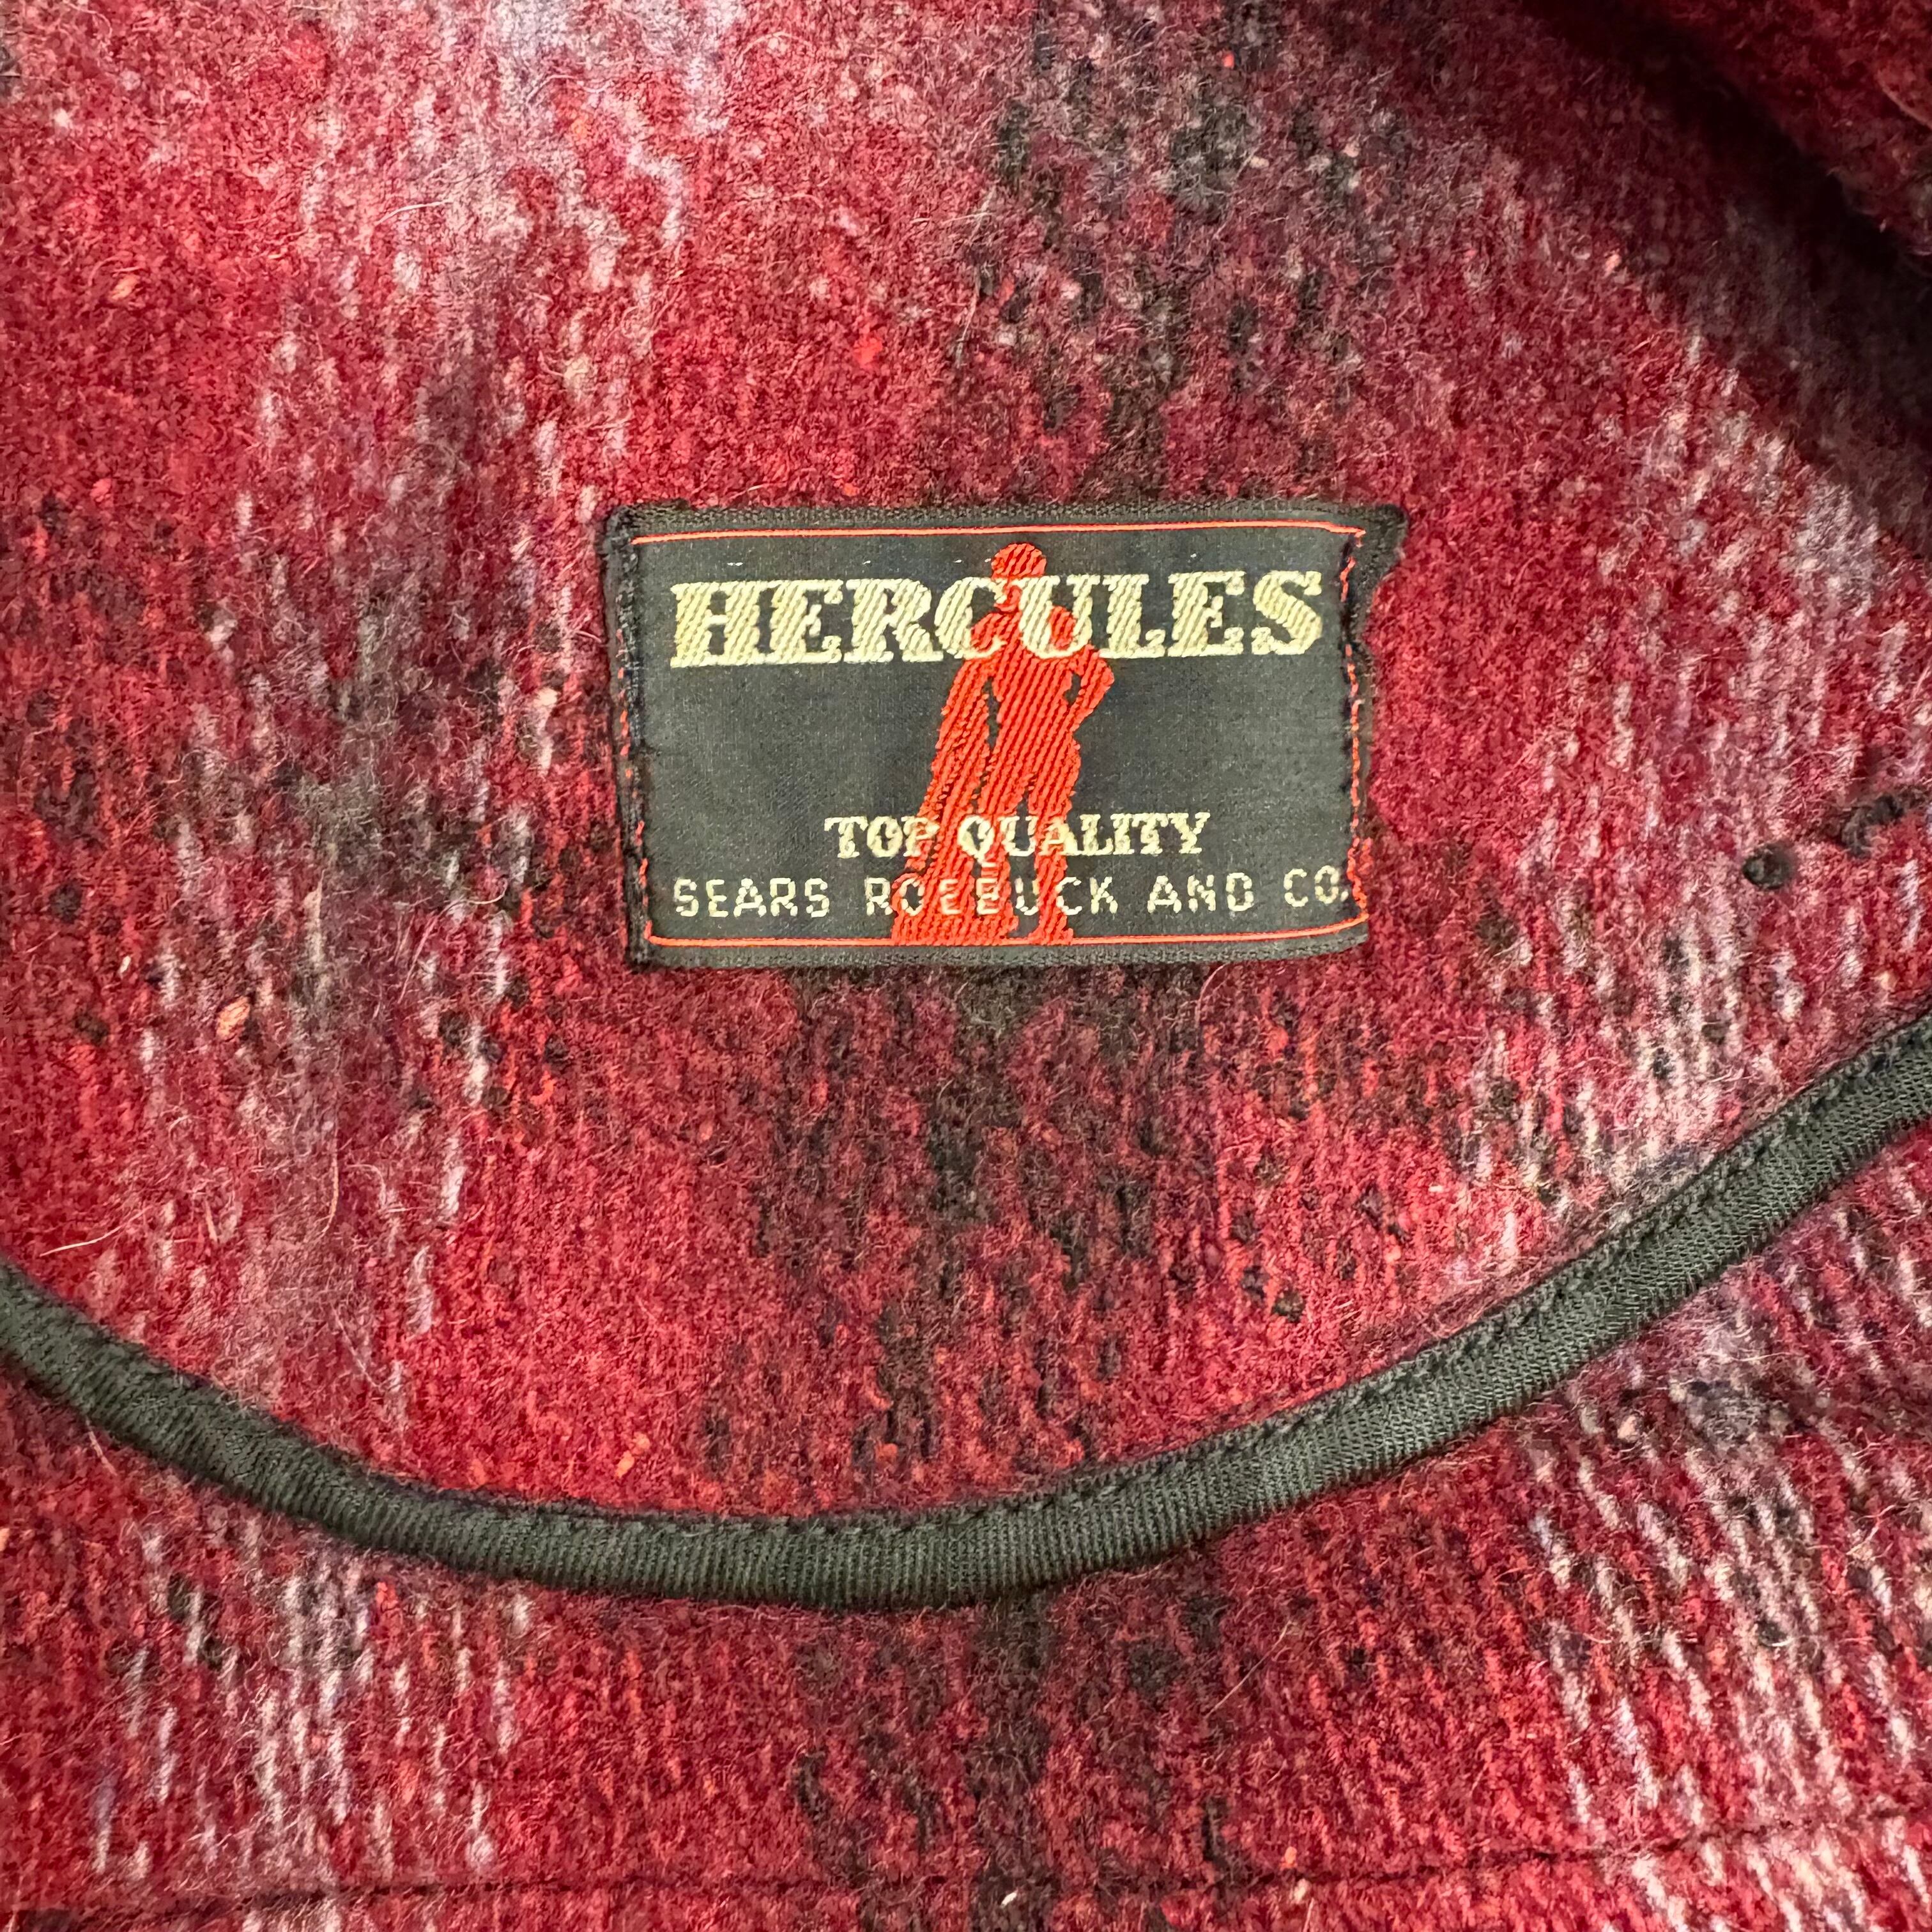 HERCULES
TOP QUALITY
SEARS ROEBUCK AND CO.